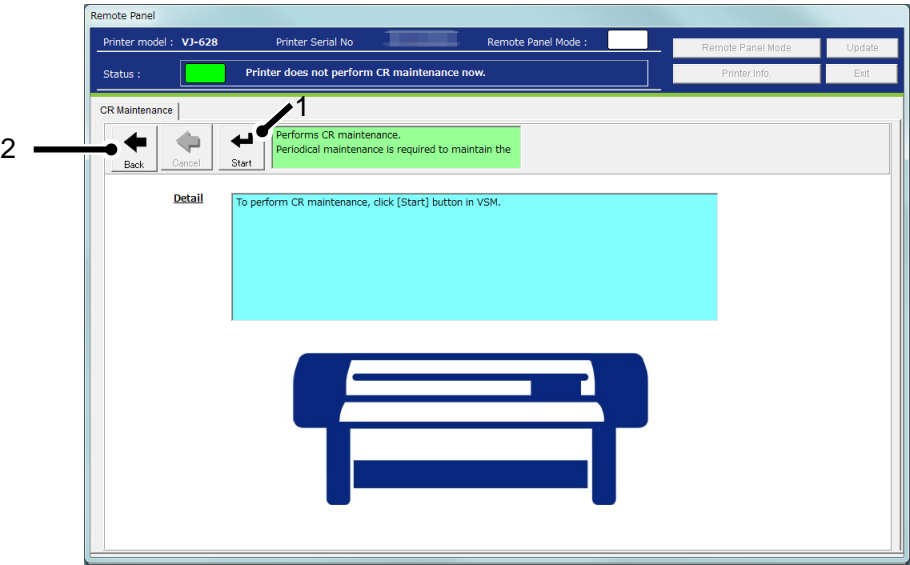 Remote Panel
Printer model : VJ-628 Printer Serial No Remote Panel Mode :
Remote Panel Mode Update
Status : Printer does not perform CR maintenance now.
Printer Info. Exit
CR Maintenance
1
2
Back Cancel Start
Performs CR maintenance.
Periodical maintenance is required to maintain the
Detail
To perform CR maintenance, click [Start] button in VSM.